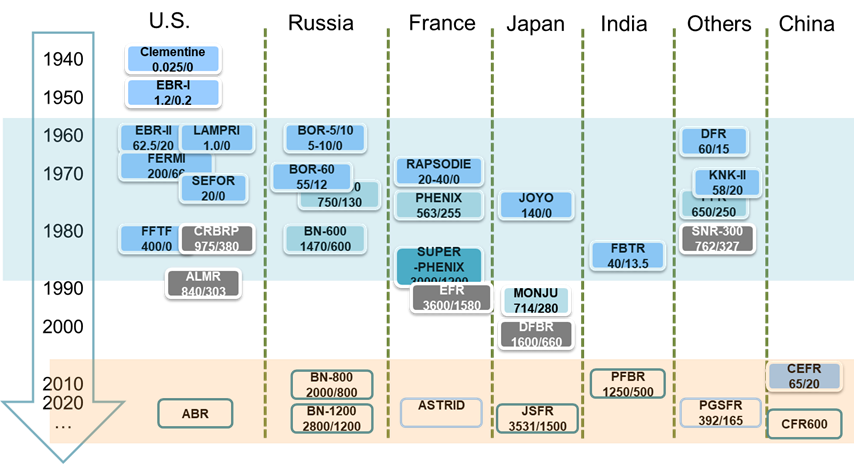 U.S. Russia France Japan India Others China
1940
Clementine
0.025/0
1950
EBR-I
1.2/0.2
1960
EBR-II
62.5/20
LAMPRI
1.0/0
BOR-5/10
5-10/0
DFR
60/15
FERMI
200/66
1970
SEFOR
20/0
BOR-60
55/12
0
750/130
RAPSODIE
20-40/0
PHENIX
563/255
JOYO
140/0
KNK-II
58/20
650/250
1980
FFTF
400/0
CRBRP
975/380
BN-600
1470/600
SUPER
-PHENIX
3000/1200
FBTR
40/13.5
SNR-300
762/327
1990
ALMR
840/303
EFR
3600/1580
MONJU
714/280
2000
DFBR
1600/660
2010
BN-800
2000/800
PFBR
1250/500
CEFR
65/20
2020
...
ABR
BN-1200
2800/1200
ASTRID
JSFR
3531/1500
PGSFR
392/165
CFR600